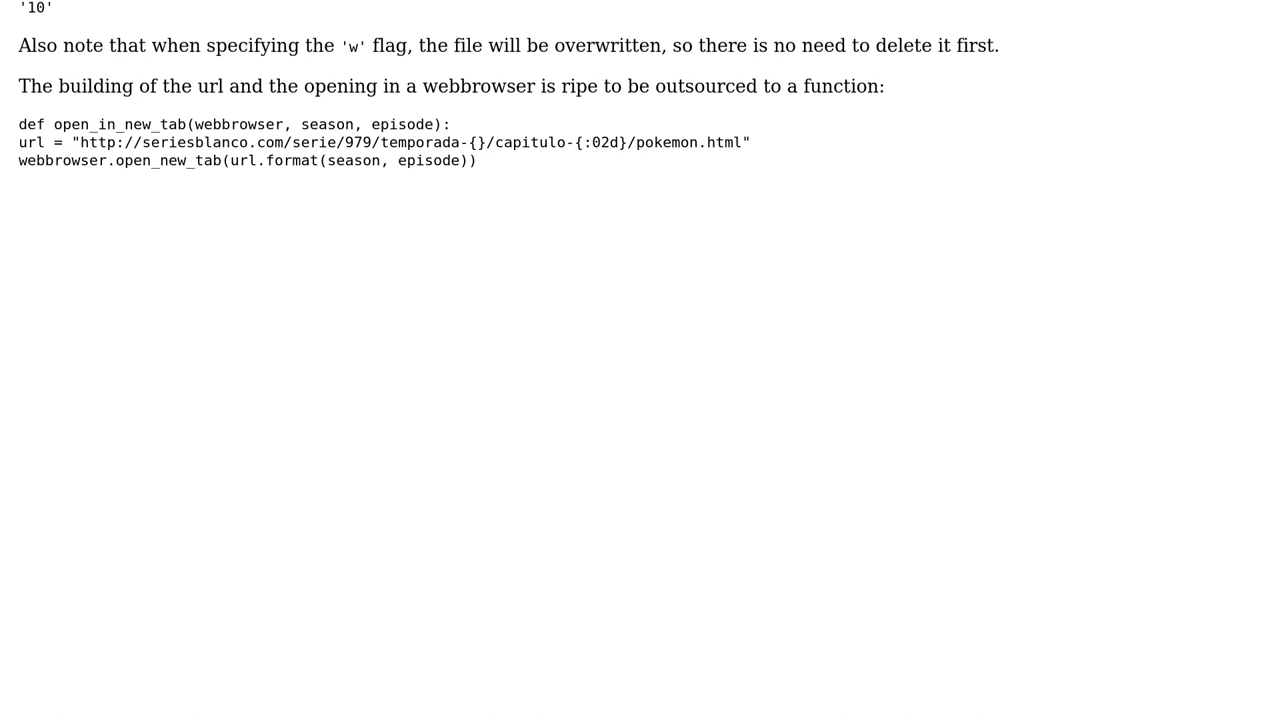 '10'
Also note that when specifying the 'w' flag, the file will be overwritten, so there is no need to delete it first.
The building of the url and the opening in a webbrowser is ripe to be outsourced to a function:
def open_in_new_tab(webbrowser, season, episode):
url = "http://seriesblanco.com/serie/979/temporada-{}/capitulo-{:02d}/pokemon.html"
webbrowser.open_new_tab(url.format(season, episode))